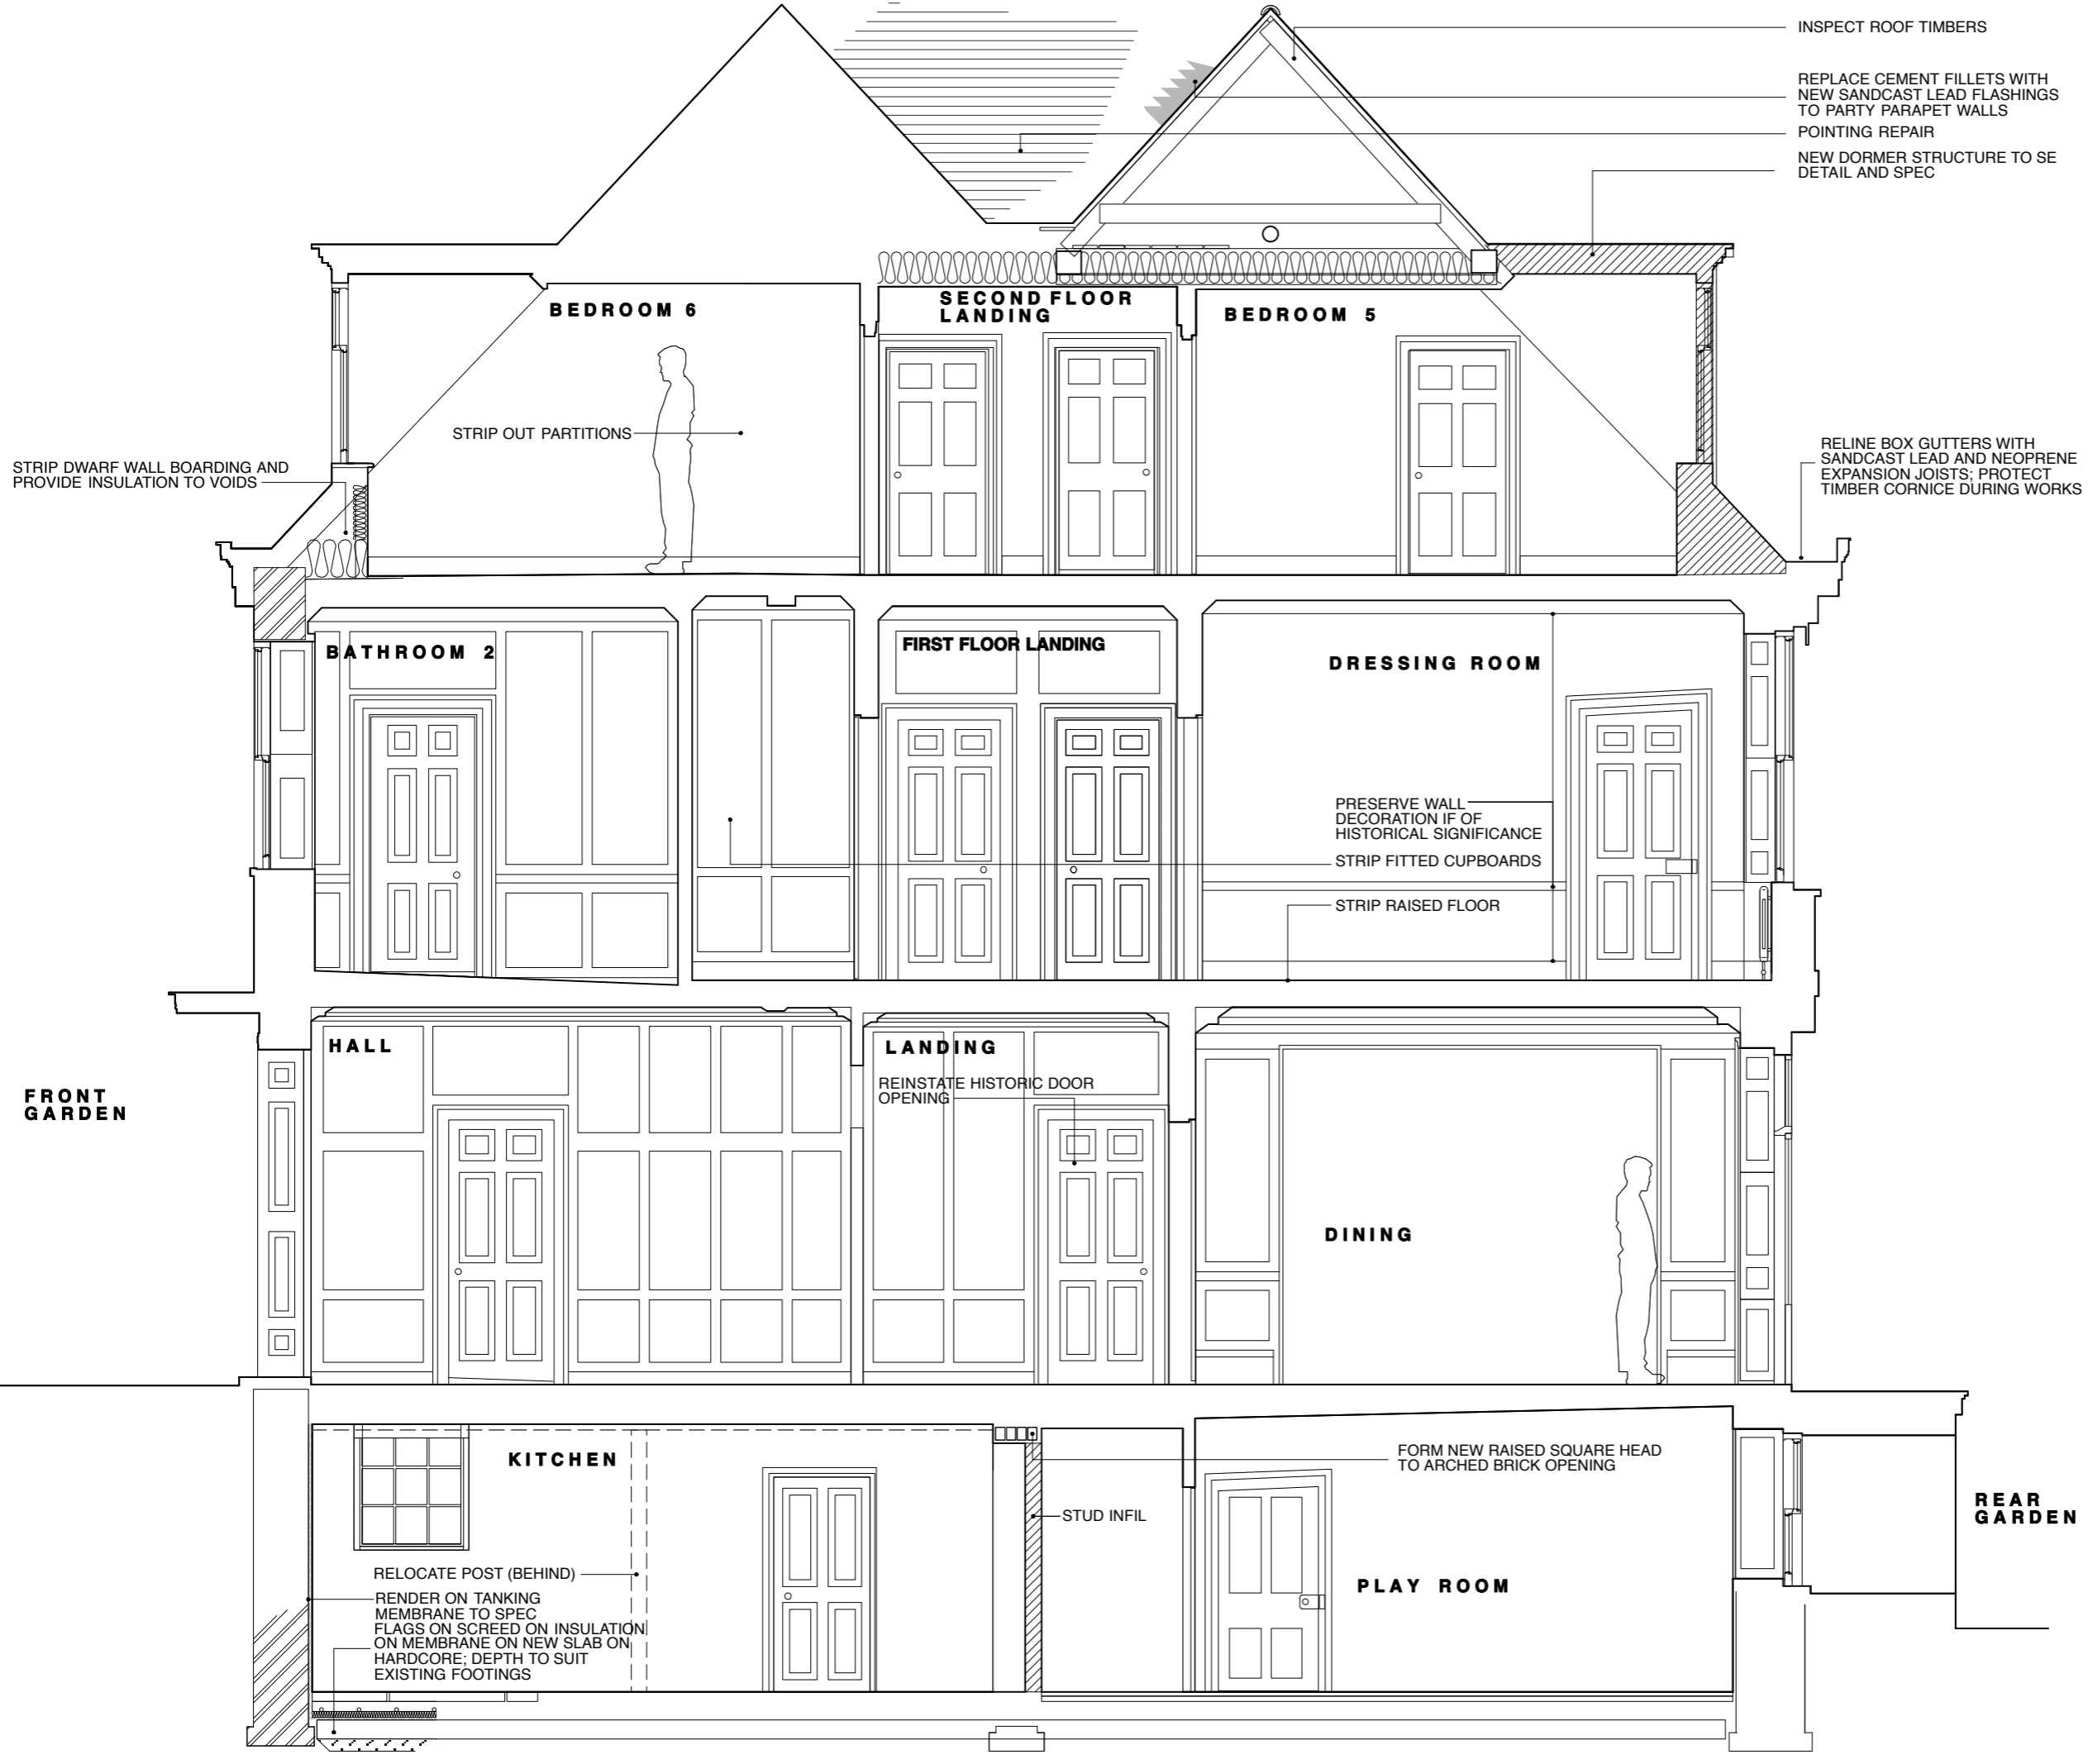 INSPECT ROOF TIMBERS
REPLACE CEMENT FILLETS WITH
NEW SANDCAST LEAD FLASHINGS
TO PARTY PARAPET WALLS
POINTING REPAIR
NEW DORMER STRUCTURE TO SE
DETAIL AND SPEC
BEDROOM 6
SECOND FLOOR
LANDING
BEDROOM 5
STRIP OUT PARTITIONS
STRIP DWARF WALL BOARDING AND
PROVIDE INSULATION TO VOIDS
RELINE BOX GUTTERS WITH
SANDCAST LEAD AND NEOPRENE
EXPANSION JOISTS; PROTECT
TIMBER CORNICE DURING WORKS
BATHROOM 2
FIRST FLOOR LANDING
DRESSING ROOM
PRESERVE WALL
DECORATION IF OF
HISTORICAL SIGNIFICANCE
STRIP FITTED CUPBOARDS
STRIP RAISED FLOOR
HALL
LANDING
REINSTATE HISTORIC DOOR
OPENING
FRONT
GARDEN
DINING
KITCHEN
FORM NEW RAISED SQUARE HEAD
TO ARCHED BRICK OPENING
STUD INFIL
REAR
GARDEN
RELOCATE POST (BEHIND)
PLAY ROOM
RENDER ON TANKING
MEMBRANE TO SPEC
FLAGS ON SCREED ON INSULATION
ON MEMBRANE ON NEW SLAB ON
HARDCORE; DEPTH TO SUIT
EXISTING FOOTINGS